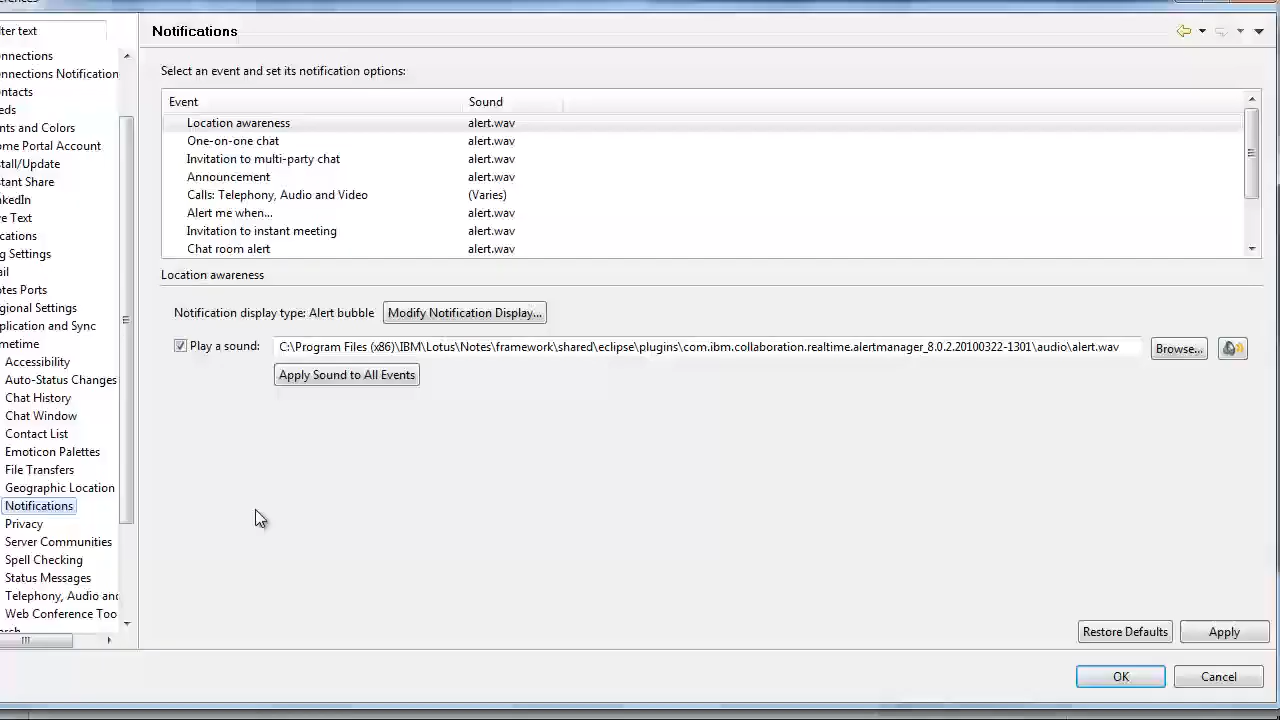 ferences
lter text
Notifications
nnections
nnections Notification
ntacts
eds
nts and Colors
ome Portal Account
stall/Update
stant Share
nkedIn
ve Text
cations
g Settings
ail
otes Ports
gional Settings
plication and Sync
metime
Accessibility
Auto-Status Changes
Chat History
Chat Window
Contact List
Emoticon Palettes
File Transfers
Geographic Location
Notifications
Privacy
Server Communities
Spell Checking
Status Messages
Telephony, Audio and
Web Conference Too
arch
Select an event and set its notification options:
Event Sound
Location awareness alert.wav
One-on-one chat alert.wav
Invitation to multi-party chat alert.wav
Announcement alert.wav
Calls: Telephony, Audio and Video (Varies)
Alert me when... alert.wav
Invitation to instant meeting alert.wav
Chat room alert alert.wav
Location awareness
Notification display type: Alert bubble Modify Notification Display...
Play a sound: C:\Program Files (x86)\IBM\Lotus\Notes\framework\shared\eclipse\plugins\com.ibm.collaboration.realtime.alertmanager_8.0.2.20100322-1301\audio\alert.wav Browse...
Apply Sound to All Events
Restore Defaults Apply
OK Cancel